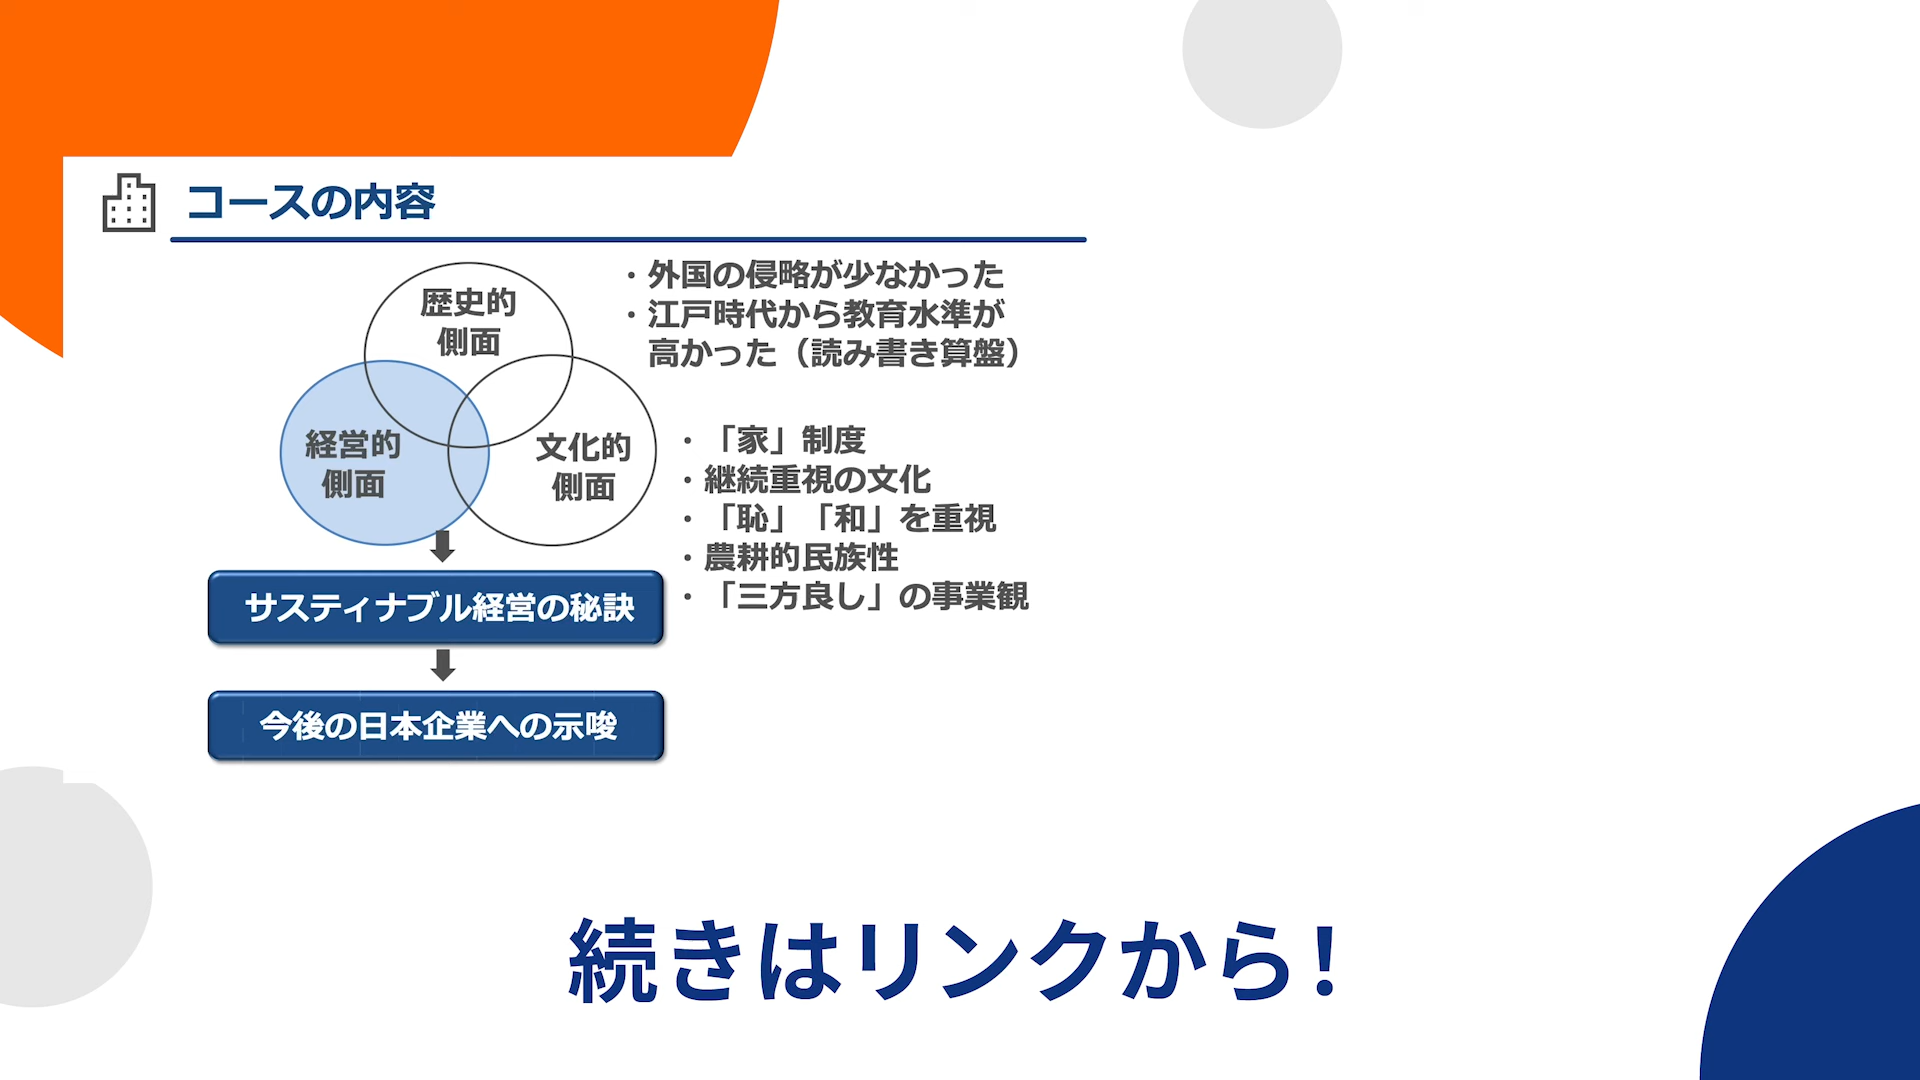 コースの内容
歴史的
側面
経営的
側面
文化的
側面
・外国の侵略が少なかった
・江戸時代から教育水準が
高かった（読み書き算盤）
・「家」制度
・継続重視の文化
・「恥」「和」を重視
・農耕的民族性
・「三方良し」の事業観
サスティナブル経営の秘訣
今後の日本企業への示唆
続きはリンクから！